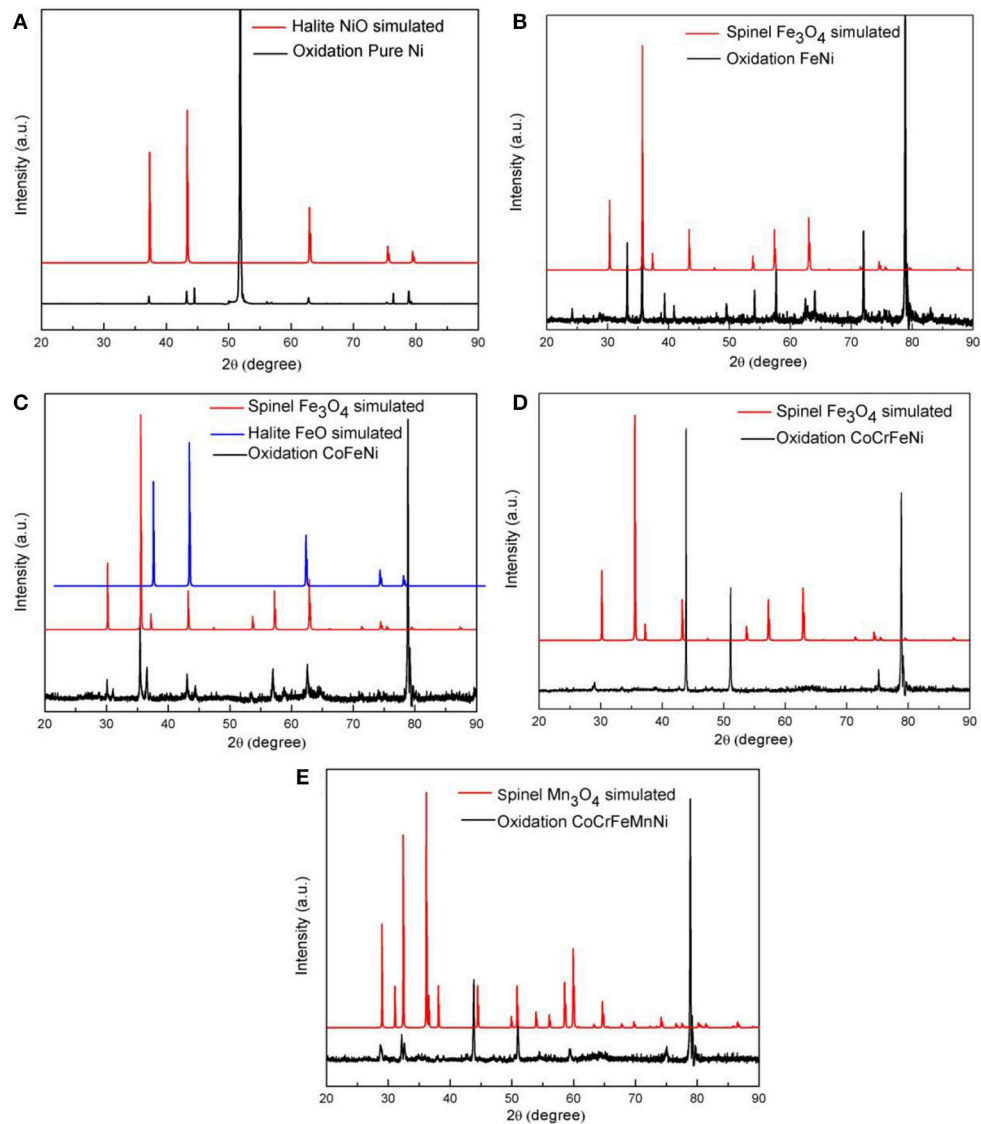 A
Halite NiO simulated
Oxidation Pure Ni
Intensity (a.u.)
20 30 40 50 60 70 80 90
2θ (degree)
B
Spinel Fe₃O₄ simulated
Oxidation FeNi
Intensity (a.u.)
20 30 40 50 60 70 80 90
2θ (degree)
C
Spinel Fe₃O₄ simulated
Halite FeO simulated
Oxidation CoFeNi
Intensity (a.u.)
20 30 40 50 60 70 80 90
2θ (degree)
D
Spinel Fe₃O₄ simulated
Oxidation CoCrFeNi
Intensity (a.u.)
20 30 40 50 60 70 80 90
2θ (degree)
E
Spinel Mn₃O₄ simulated
Oxidation CoCrFeMnNi
Intensity (a.u.)
20 30 40 50 60 70 80 90
2θ (degree)